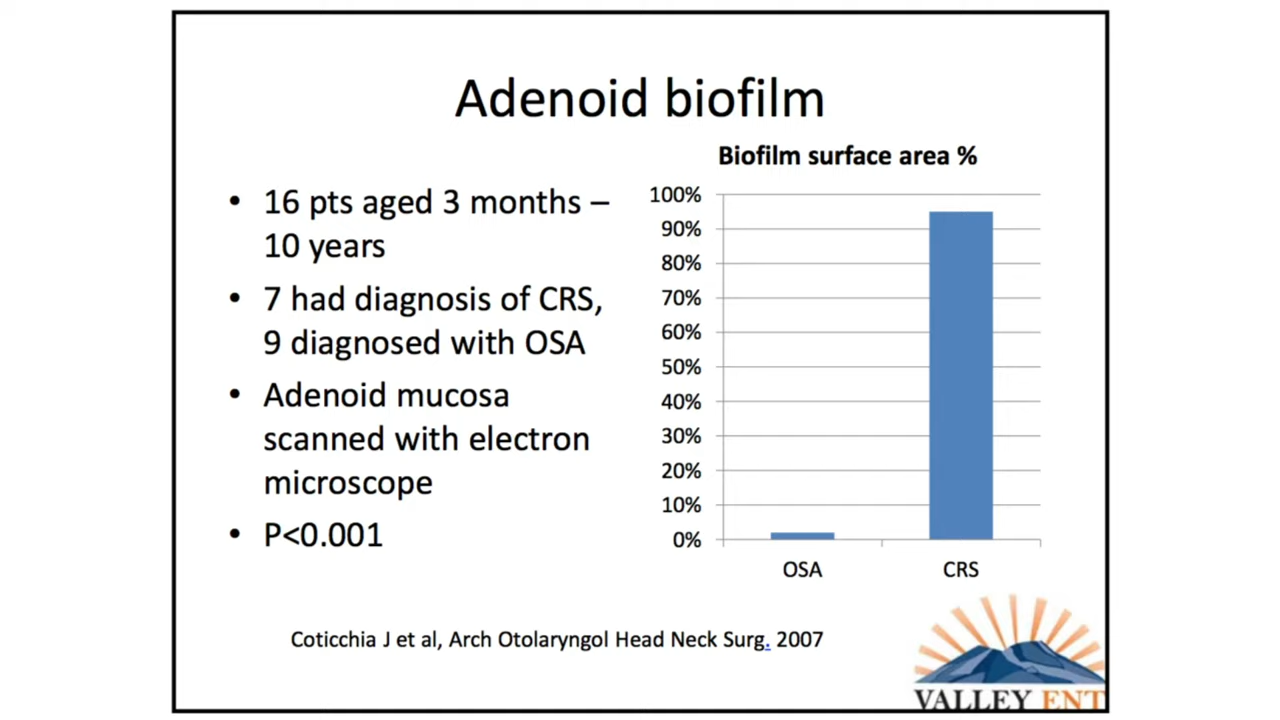 Adenoid biofilm
• 16 pts aged 3 months –
10 years
• 7 had diagnosis of CRS,
9 diagnosed with OSA
• Adenoid mucosa
scanned with electron
microscope
• P<0.001
Biofilm surface area %
100%
90%
80%
70%
60%
50%
40%
30%
20%
10%
0%
OSA CRS
Coticchia J et al, Arch Otolaryngol Head Neck Surg. 2007
VALLEY ENT